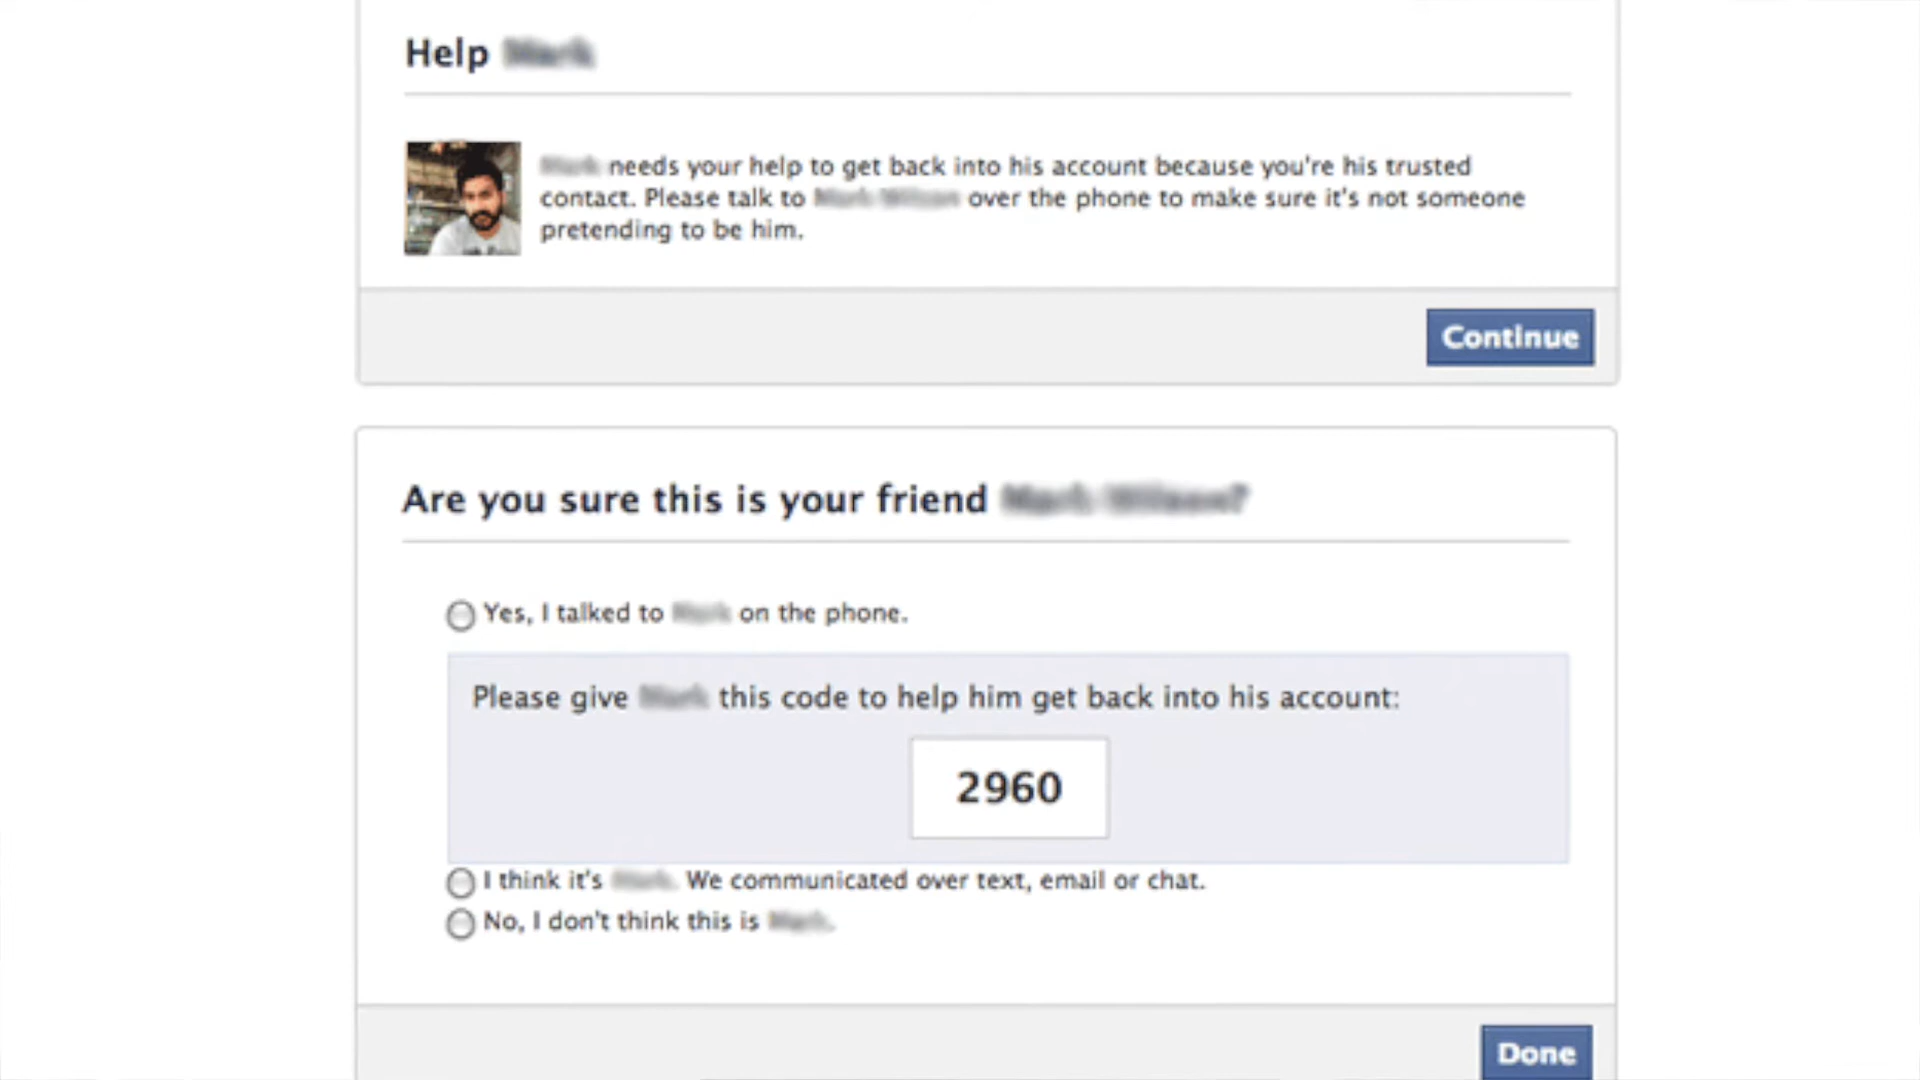 Help
needs your help to get back into his account because you're his trusted
contact. Please talk to over the phone to make sure it's not someone
pretending to be him.
Continue
Are you sure this is your friend
Yes, I talked to on the phone.
Please give this code to help him get back into his account:
2960
I think it's We communicated over text, email or chat.
No, I don't think this is
Done